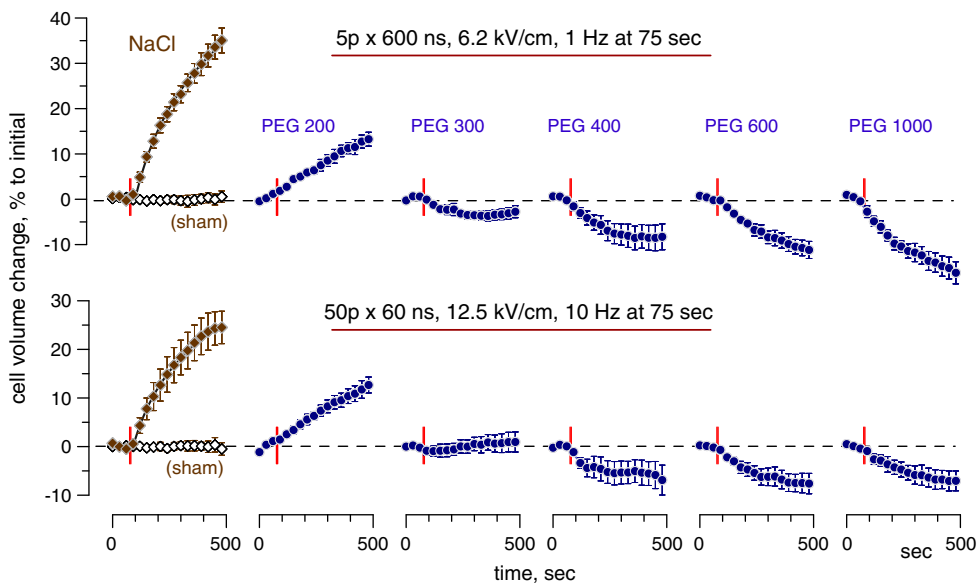 40
30
20
10
0
-10
NaCl
(sham)
5p x 600 ns, 6.2 kV/cm, 1 Hz at 75 sec
PEG 200
PEG 300
PEG 400
PEG 600
PEG 1000
cell volume change, % to initial
30
20
10
0
-10
(sham)
50p x 60 ns, 12.5 kV/cm, 10 Hz at 75 sec
0 500 0 500 0 500 0 500 0 500 0 500
sec
time, sec